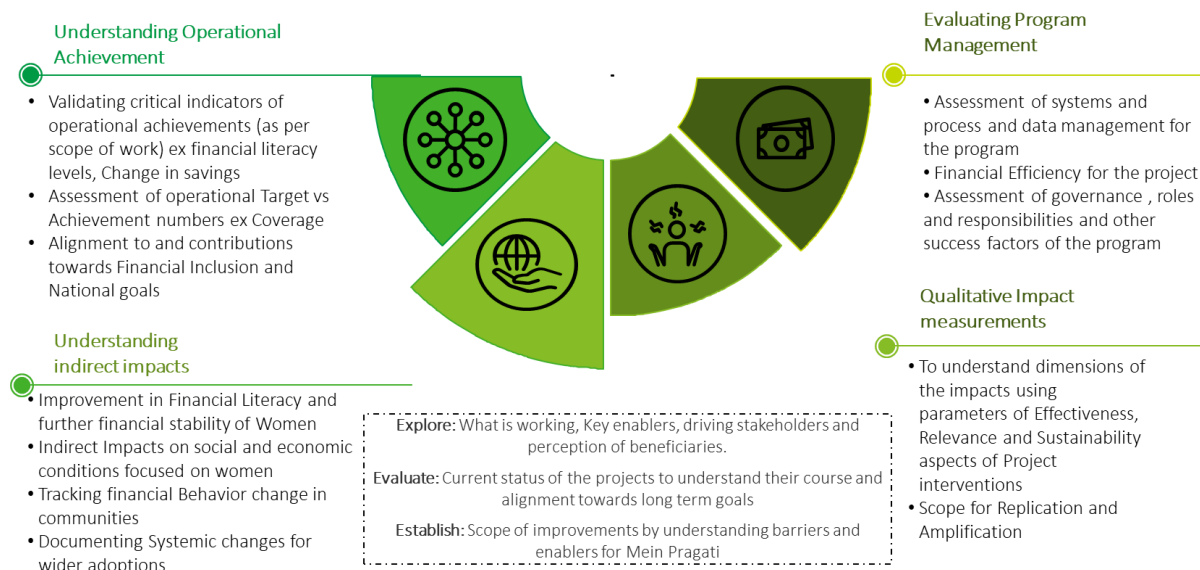 Understanding Operational
Achievement
• Validating critical indicators of
operational achievements (as per
scope of work) ex financial literacy
levels, Change in savings
• Assessment of operational Target vs
Achievement numbers ex Coverage
• Alignment to and contributions
towards Financial Inclusion and
National goals
Understanding
indirect impacts
• Improvement in Financial Literacy and
further financial stability of Women
• Indirect Impacts on social and economic
conditions focused on women
• Tracking financial Behavior change in
communities
• Documenting Systemic changes for
wider adoptions
Explore: What is working, Key enablers, driving stakeholders and
perception of beneficiaries.
Evaluate: Current status of the projects to understand their course and
alignment towards long term goals
Establish: Scope of improvements by understanding barriers and
enablers for Mein Pragati
Evaluating Program
Management
• Assessment of systems and
process and data management for
the program
• Financial Efficiency for the project
• Assessment of governance , roles
and responsibilities and other
success factors of the program
Qualitative Impact
measurements
• To understand dimensions of
the impacts using
parameters of Effectiveness,
Relevance and Sustainability
aspects of Project
interventions
• Scope for Replication and
Amplification